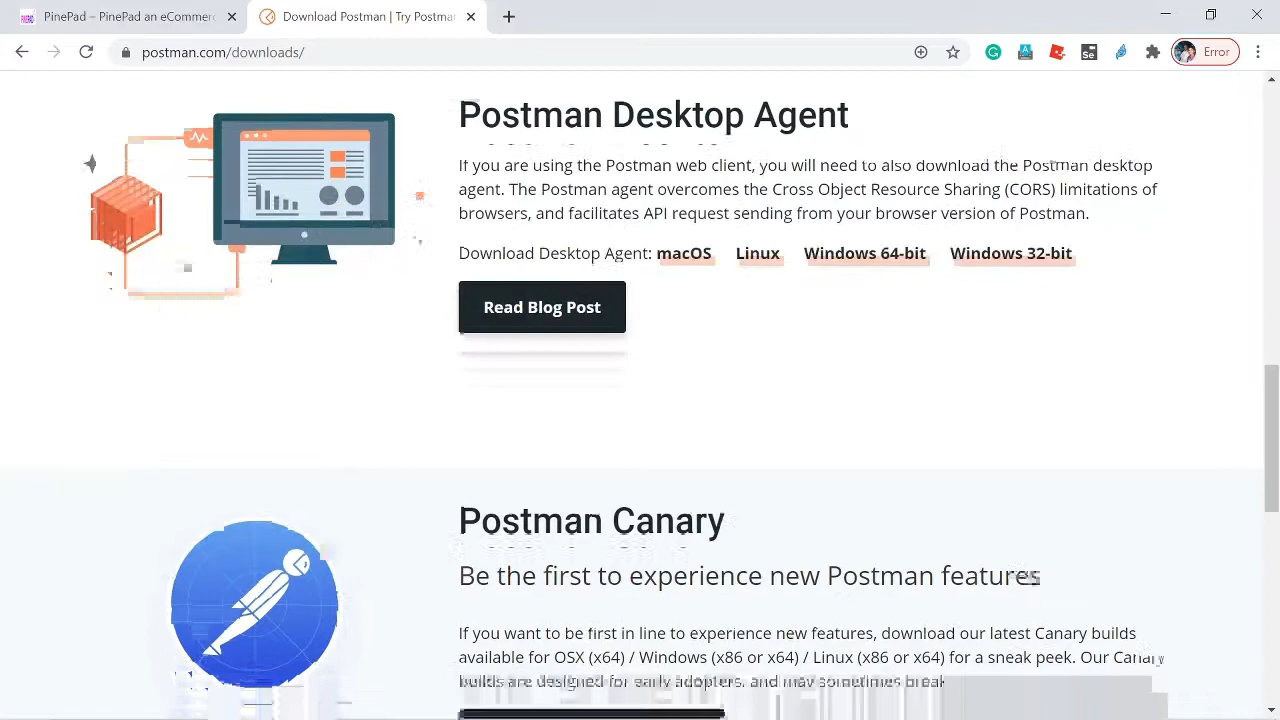 PinePad – PinePad eCommerc
Download Postman | Try Postman
postman.com/downloads/
Error
Postman Desktop Agent
If you are using the Postman web client, you will need to also download the Postman desktop
agent. The Postman agent overcomes the Cross Object Resource Sharing (CORS) limitations of
browsers, and facilitates API request sending from your browser version of Postman.
Download Desktop Agent: macOS Linux Windows 64-bit Windows 32-bit
Read Blog Post
Postman Canary
Be the first to experience new Postman features
If you want to be first in line to experience new features, download our latest Canary builds
available for OSX (x64) / Windows (x86 or x64) / Linux (x86 or x64) for a sneak peek. Our Canary
builds are designed for early adopters, and may sometimes break